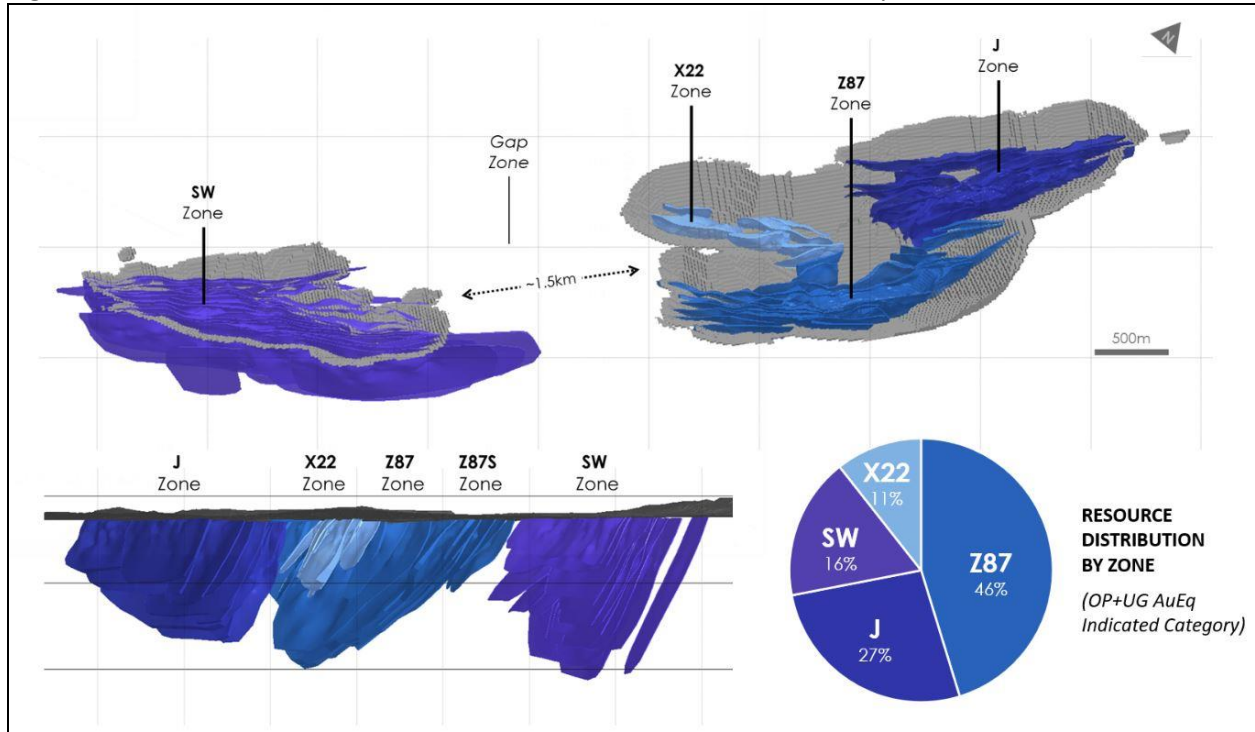 N
J
Zone
X22
Zone
Z87
Zone
Gap
Zone
SW
Zone
~1.5km
500m
J
Zone
X22
Zone
Z87
Zone
Z87S
Zone
SW
Zone
X22
11%
SW
16%
Z87
46%
J
27%
RESOURCE
DISTRIBUTION
BY ZONE
(OP+UG AuEq
Indicated Category)